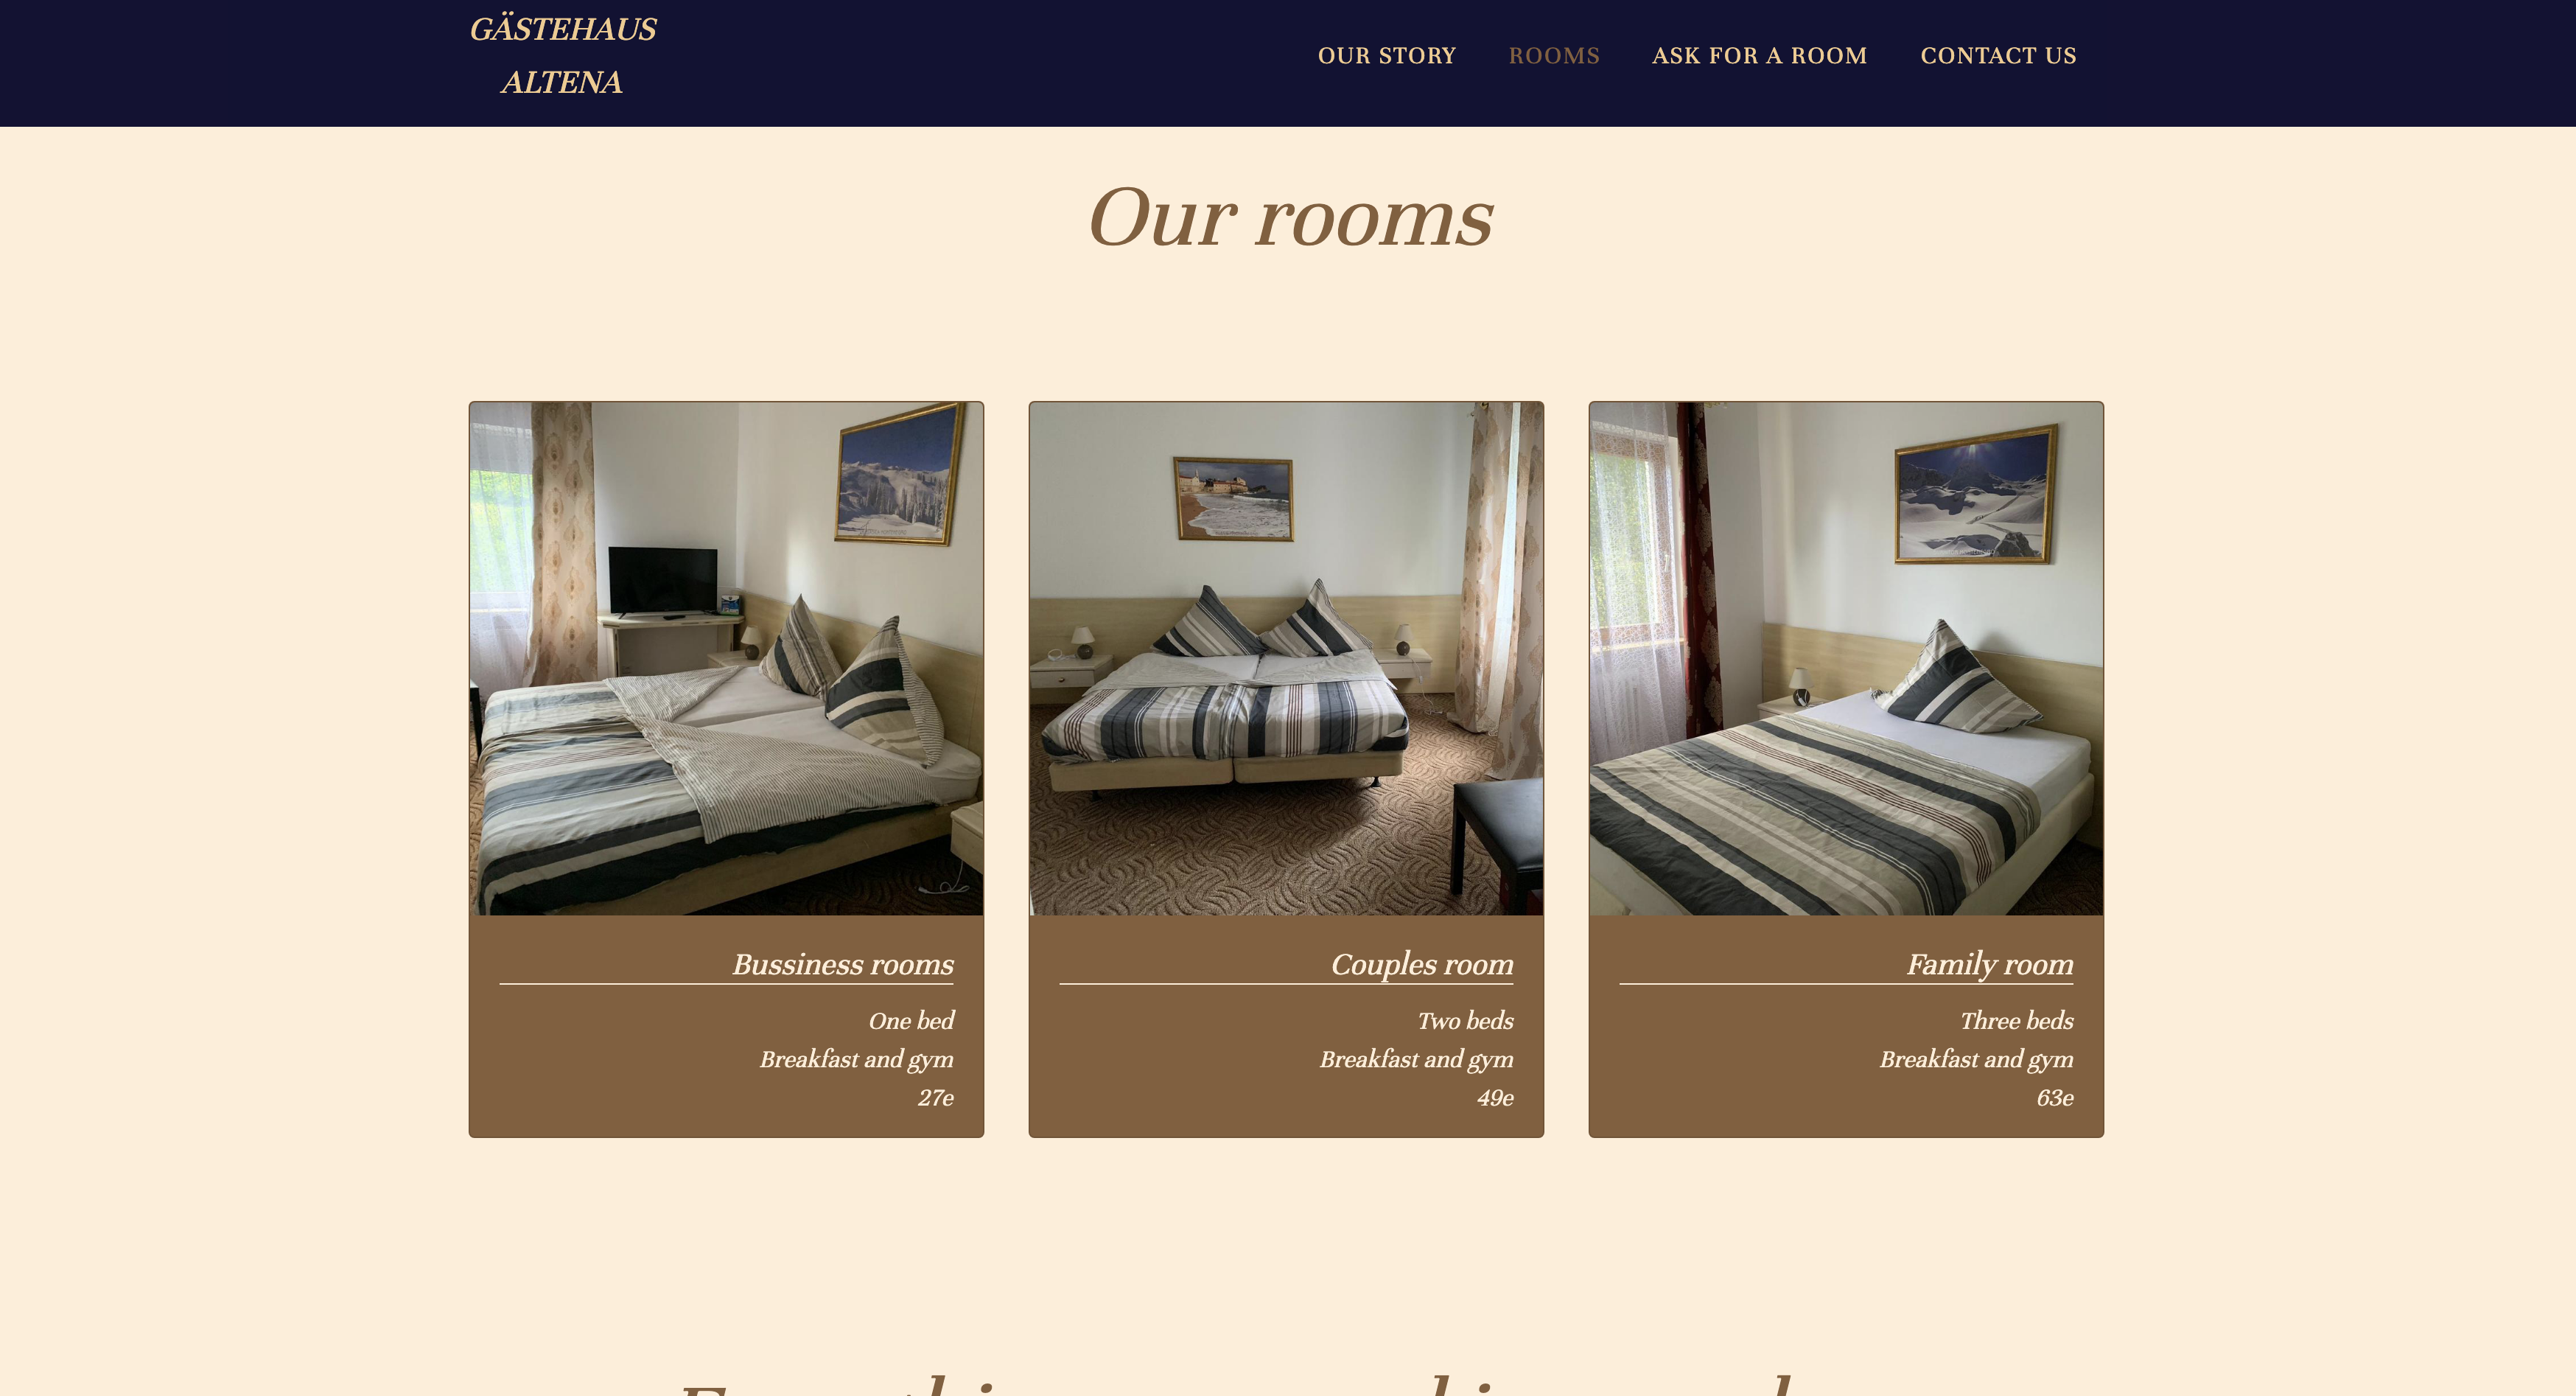 GÄSTEHAUS
ALTENA
OUR STORY
ROOMS
ASK FOR A ROOM
CONTACT US
Our rooms
Bussiness rooms
One bed
Breakfast and gym
27e
Couples room
Two beds
Breakfast and gym
49e
Family room
Three beds
Breakfast and gym
63e